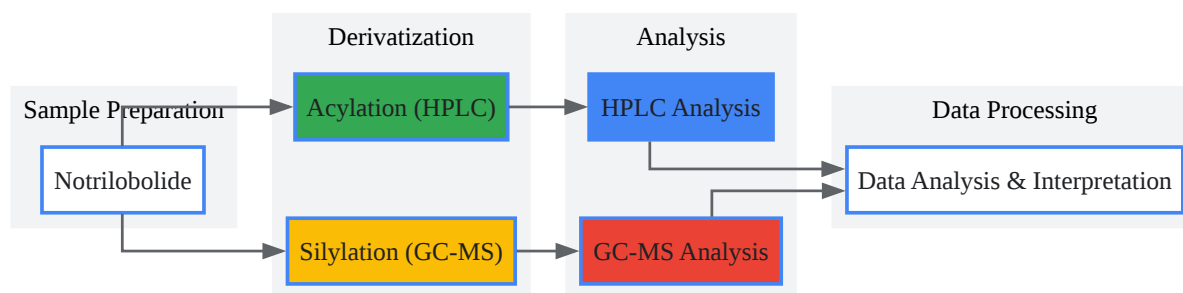 Sample Preparation
Notrilobolide
Derivatization
Acylation (HPLC)
Silylation (GC-MS)
Analysis
HPLC Analysis
GC-MS Analysis
Data Processing
Data Analysis & Interpretation